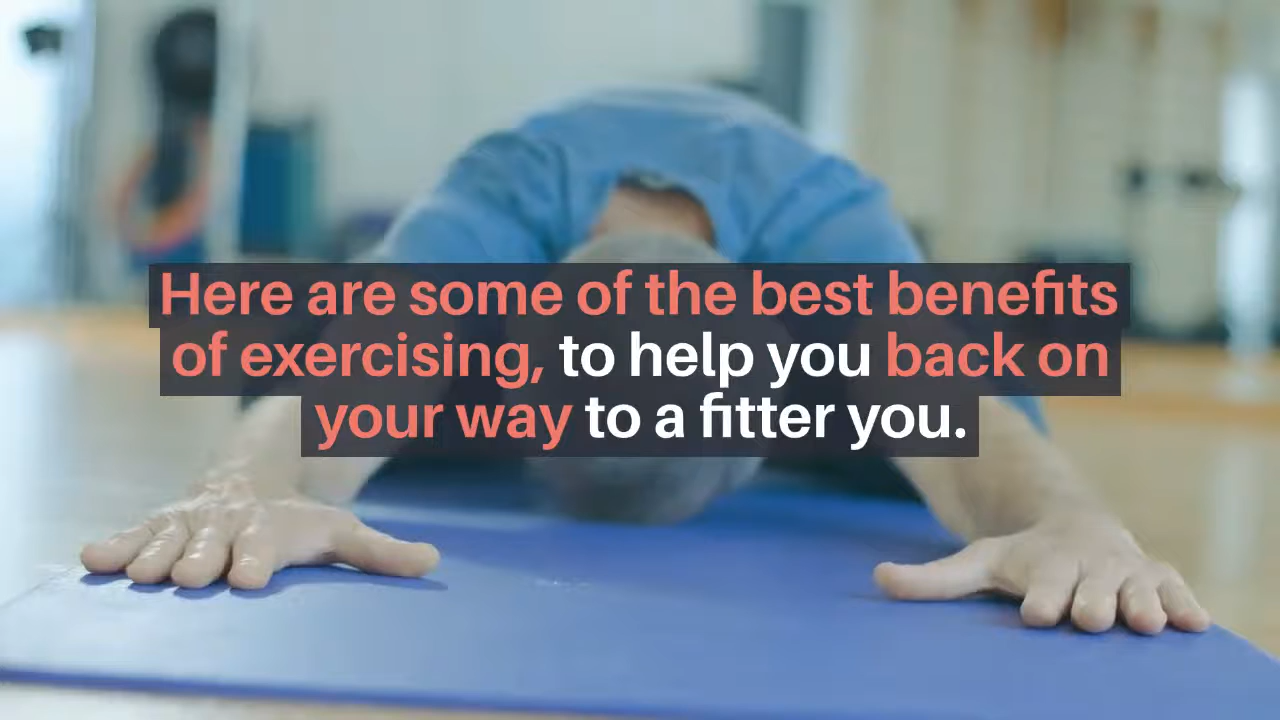 Here are some of the best benefits
of exercising, to help you back on
your way to a fitter you.